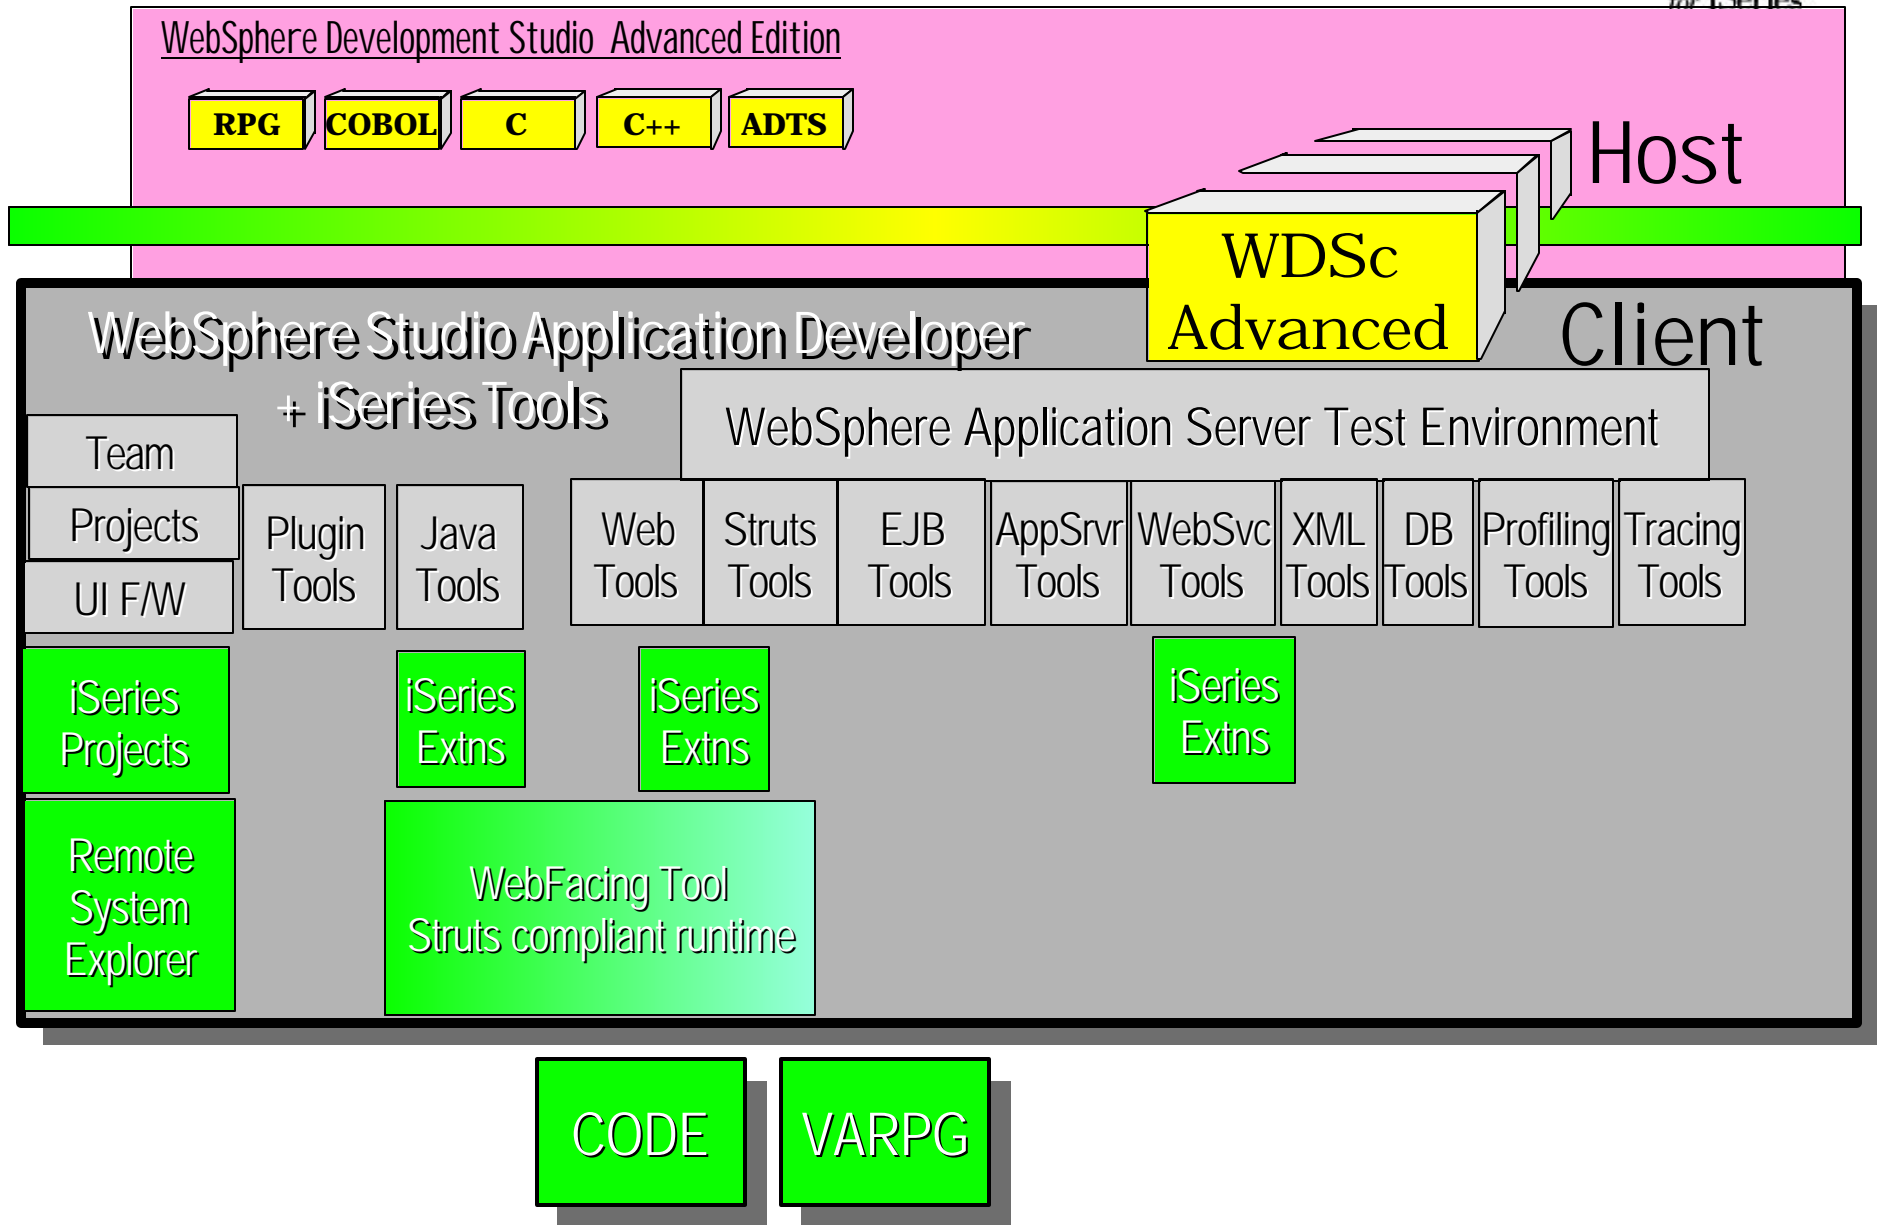 for iSeries
WebSphere Development Studio Advanced Edition
RPG
COBOL
C
C++
ADTS
Host
WDSc
Advanced
Client
WebSphere Studio Application Developer
+ iSeries Tools
WebSphere Application Server Test Environment
Team
Projects
UI F/W
Plugin
Tools
Java
Tools
Web
Tools
Struts
Tools
EJB
Tools
AppSrvr
Tools
WebSvc
Tools
XML
Tools
DB
Tools
Profiling
Tools
Tracing
Tools
iSeries
Projects
iSeries
Extns
iSeries
Extns
iSeries
Extns
Remote
System
Explorer
WebFacing Tool
Struts compliant runtime
CODE
VARPG